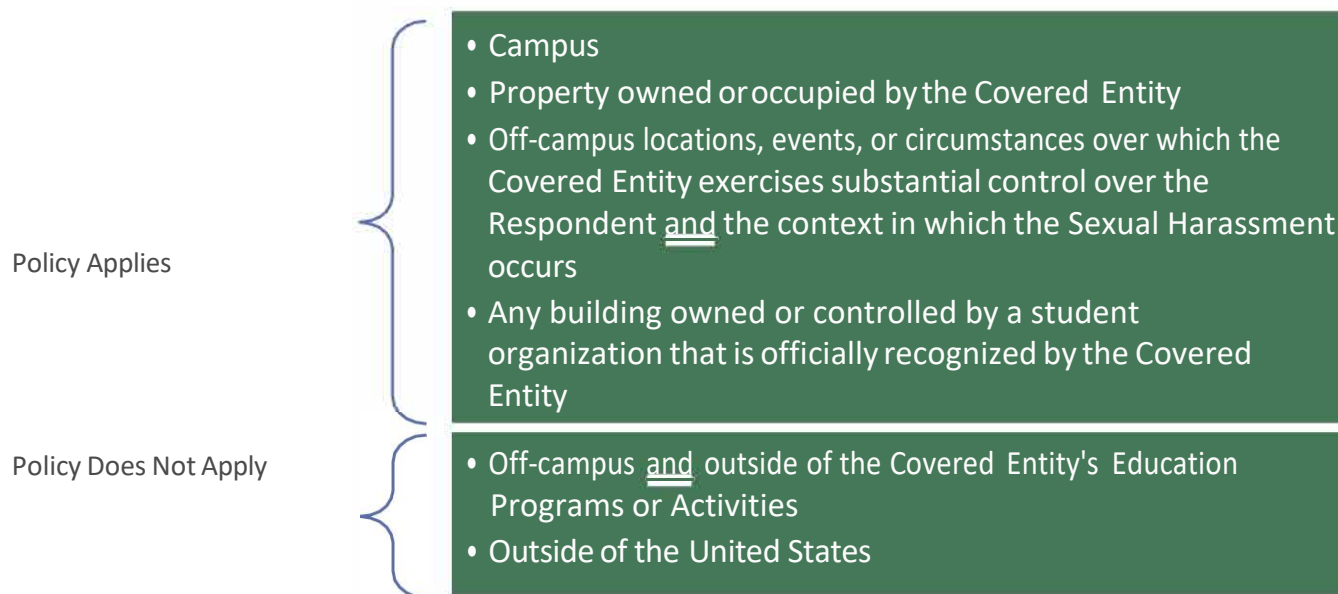 Policy Applies
• Campus
• Property owned or occupied by the Covered Entity
• Off-campus locations, events, or circumstances over which the
Covered Entity exercises substantial control over the
Respondent and the context in which the Sexual Harassment
occurs
• Any building owned or controlled by a student
organization that is officially recognized by the Covered
Entity
Policy Does Not Apply
• Off-campus and outside of the Covered Entity's Education
Programs or Activities
• Outside of the United States